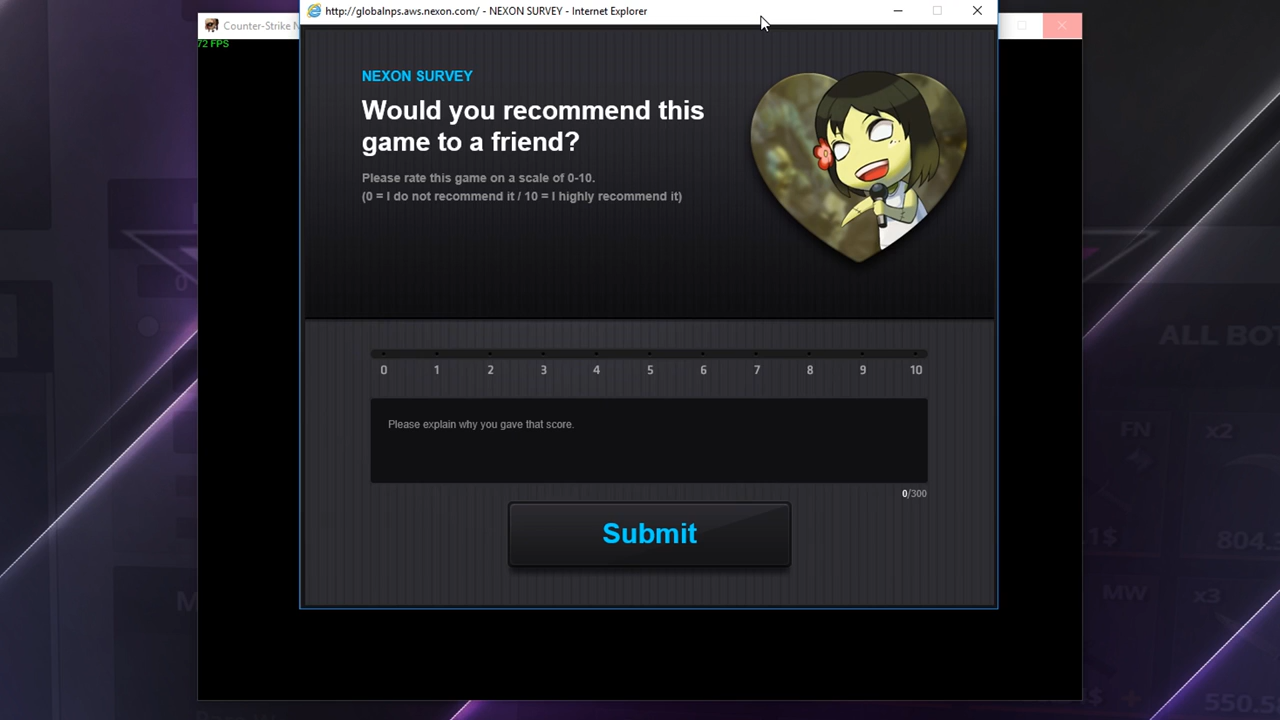 http://globalnps.aws.nexon.com/ - NEXON SURVEY - Internet Explorer
Counter-Strike N
72 FPS
NEXON SURVEY
Would you recommend this
game to a friend?
Please rate this game on a scale of 0-10.
(0 = I do not recommend it / 10 = I highly recommend it)
0 1 2 3 4 5 6 7 8 9 10
Please explain why you gave that score.
0/300
Submit
ALL BOT
FN x2
1$ 804.3
MW x3
550.5